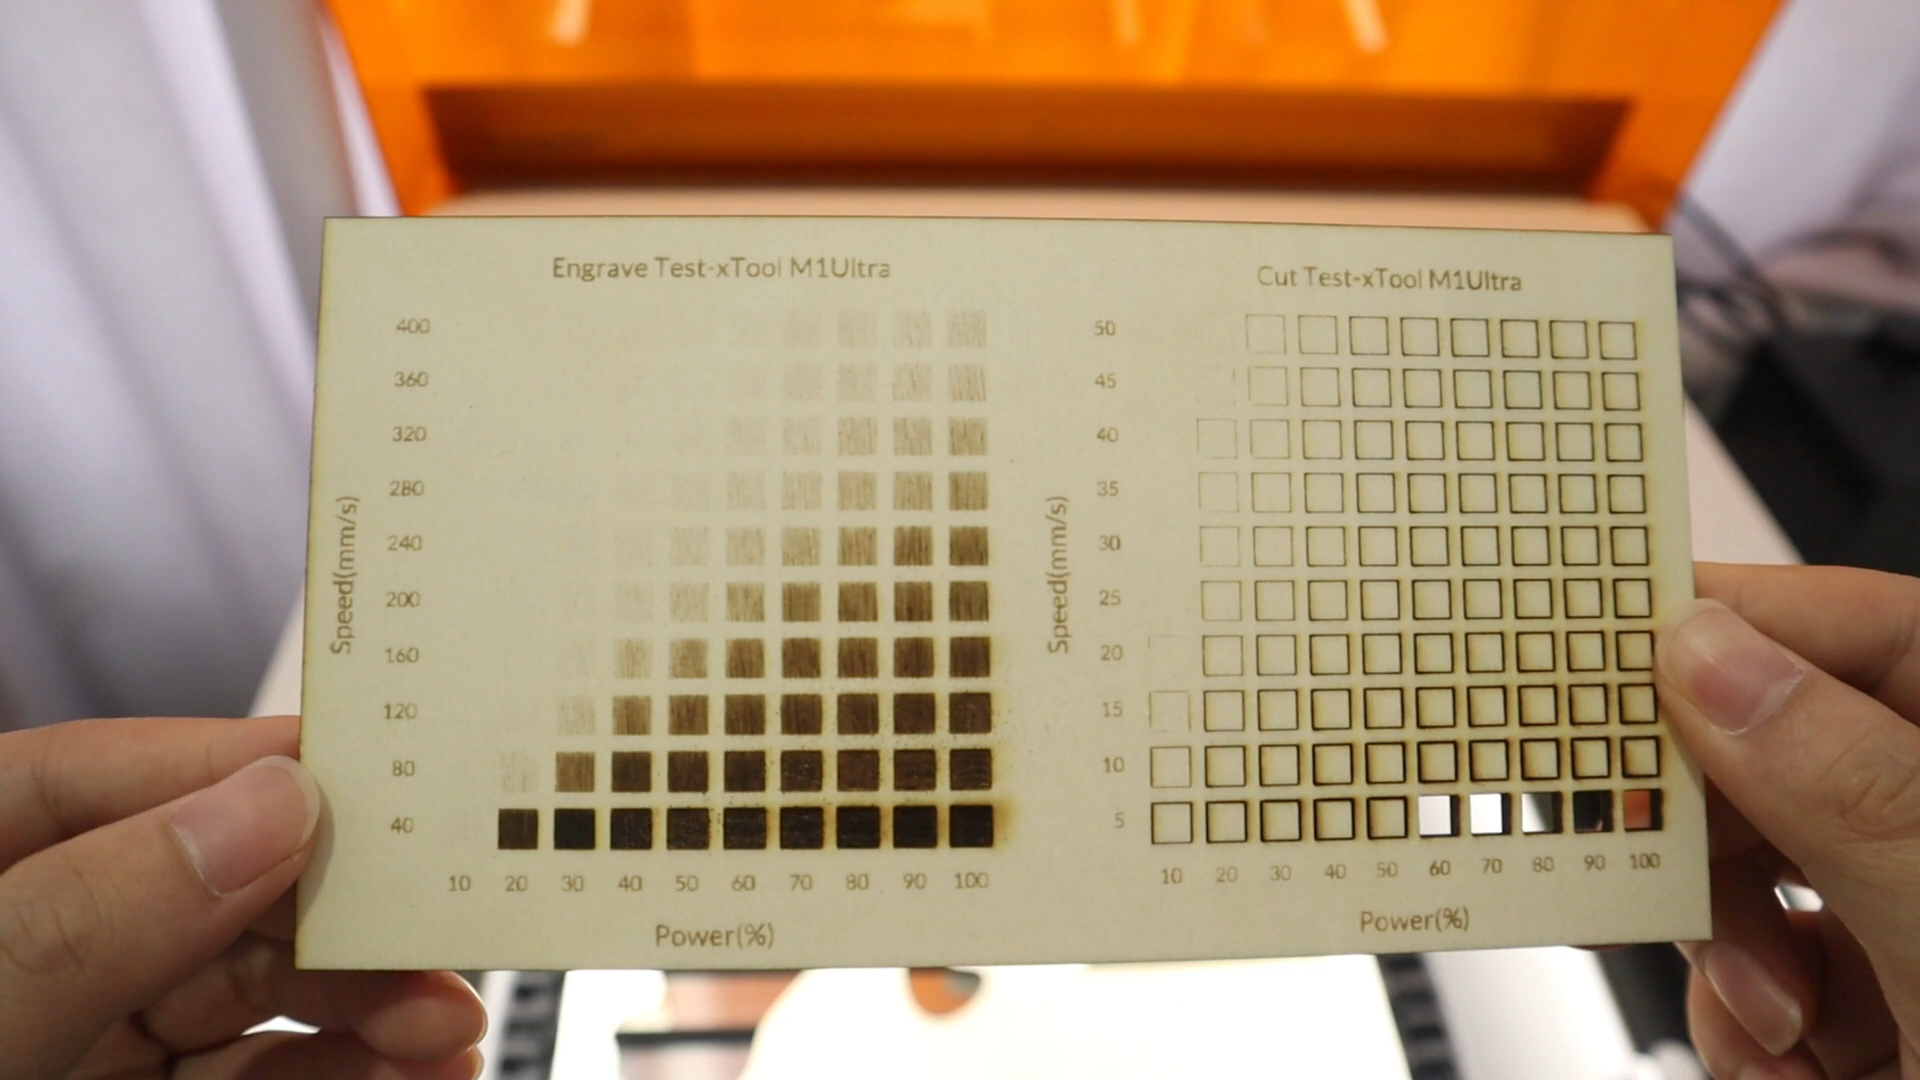 Engrave Test-xTool M1Ultra
400
360
320
280
240
200
160
120
80
40
Speed(mm/s)
10 20 30 40 50 60 70 80 90 100
Power(%)
Cut Test-xTool M1Ultra
50
45
40
35
30
25
20
15
10
5
Speed(mm/s)
10 20 30 40 50 60 70 80 90 100
Power(%)